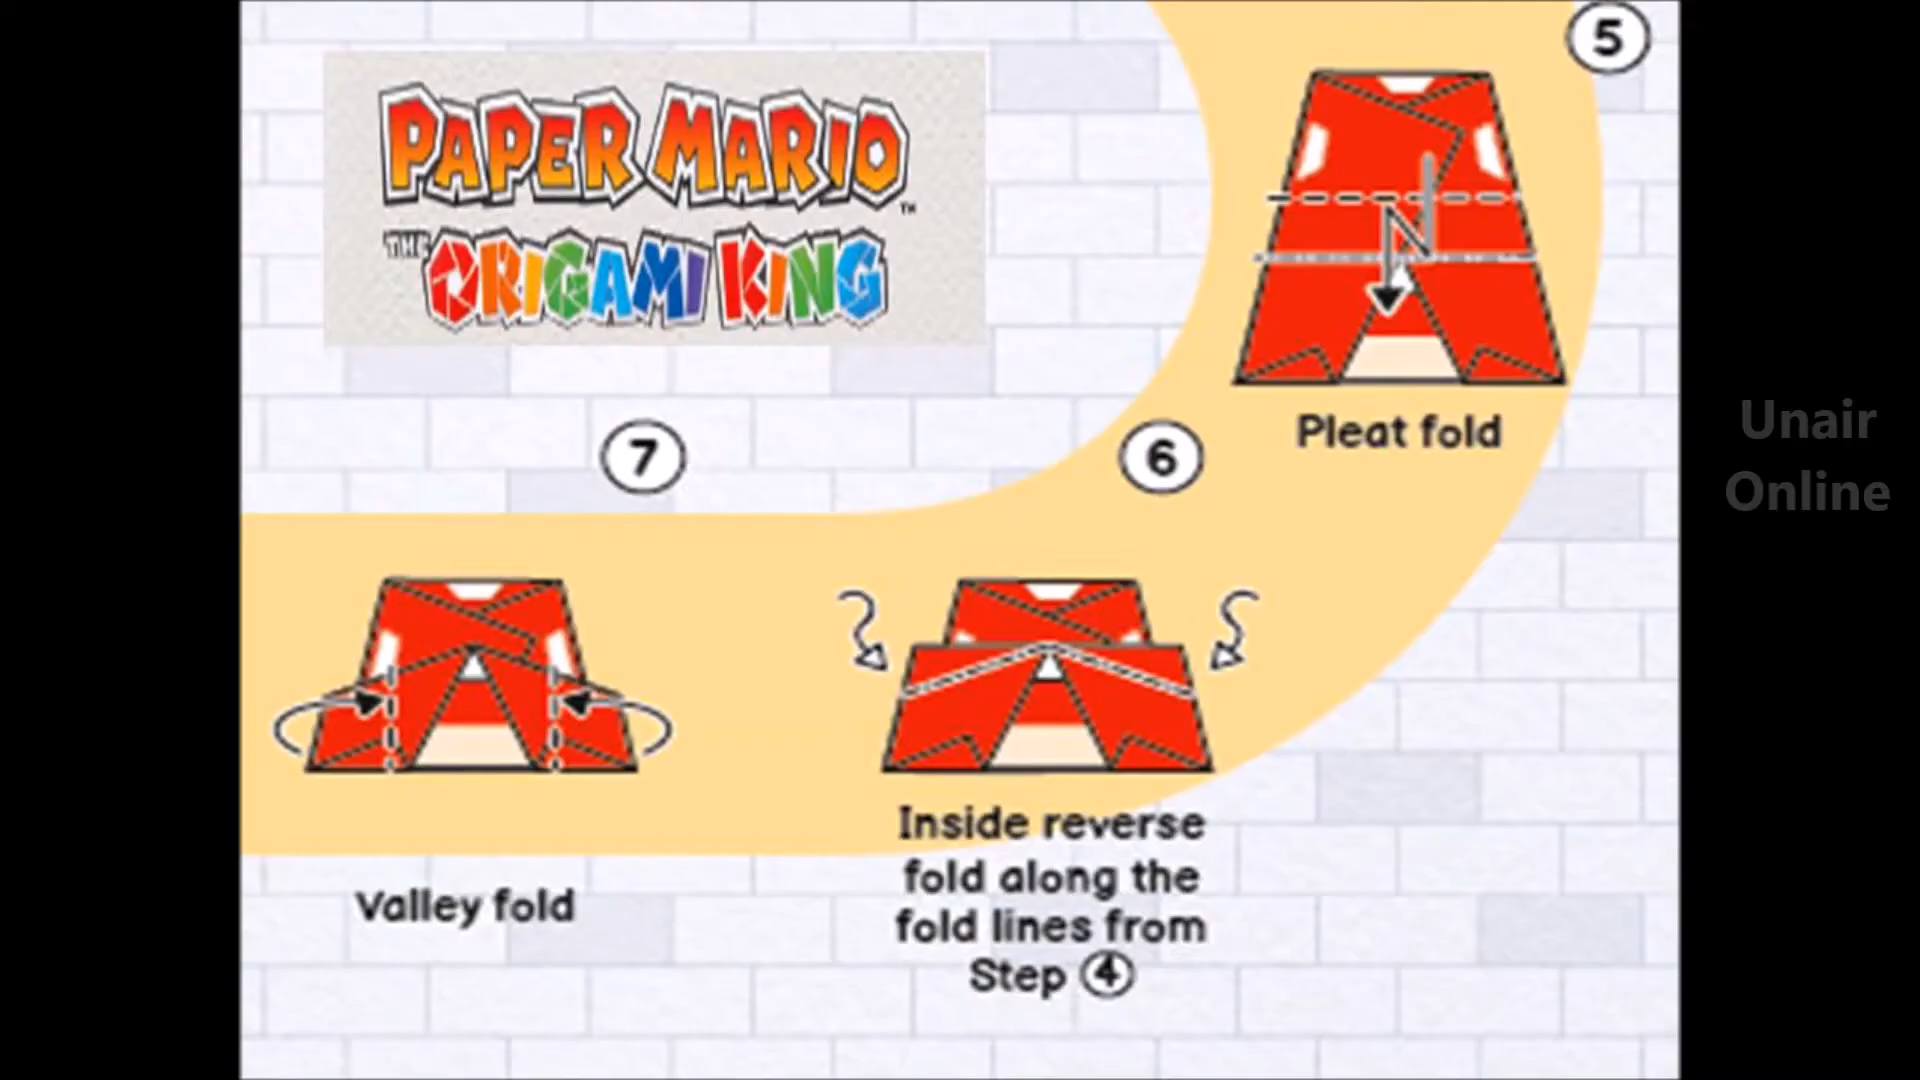 PAPER MARIO™
THE ORIGAMI KING
5
Pleat fold
6
Inside reverse
fold along the
fold lines from
Step ④
7
Valley fold
Unair
Online